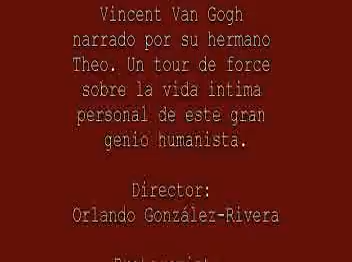 Vincent Van Gogh
narrado por su hermano
Theo. Un tour de force
sobre la vida intima
personal de este gran
genio humanista.
Director:
Orlando González-Rivera